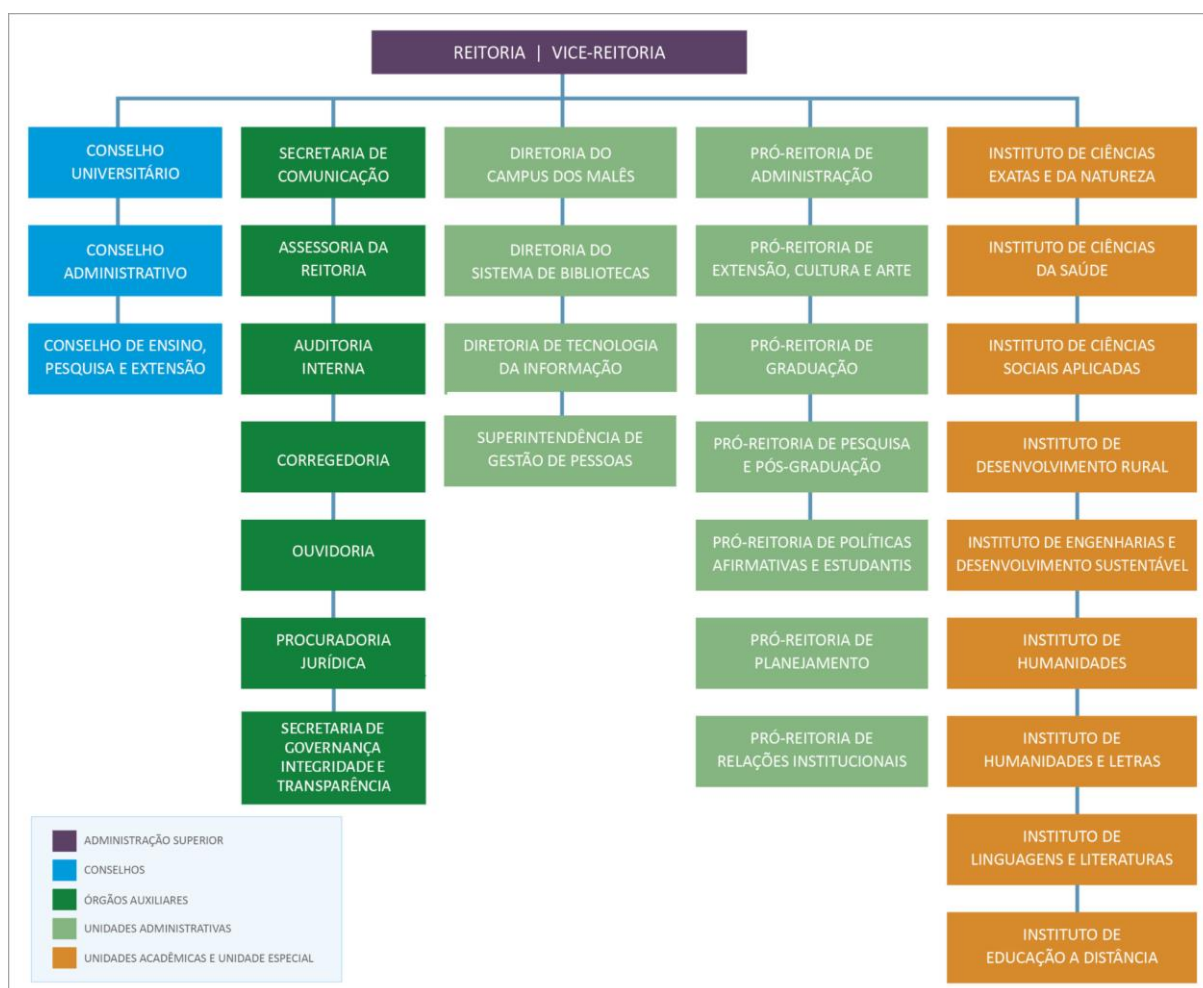 REITORIA | VICE-REITORIA
CONSELHO
UNIVERSITÁRIO
CONSELHO
ADMINISTRATIVO
CONSELHO DE ENSINO,
PESQUISA E EXTENSÃO
SECRETARIA DE
COMUNICAÇÃO
ASSESSORIA DA
REITORIA
AUDITORIA
INTERNA
CORREGEDORIA
OUVIDORIA
PROCURADORIA
JURÍDICA
SECRETARIA DE
GOVERNANÇA
INTEGRIDADE E
TRANSPARÊNCIA
DIRETORIA DO
CAMPUS DOS MALÊS
DIRETORIA DO
SISTEMA DE BIBLIOTECAS
DIRETORIA DE TECNOLOGIA
DA INFORMAÇÃO
SUPERINTENDÊNCIA DE
GESTÃO DE PESSOAS
PRÓ-REITORIA DE
ADMINISTRAÇÃO
PRÓ-REITORIA DE
EXTENSÃO, CULTURA E ARTE
PRÓ-REITORIA DE
GRADUAÇÃO
PRÓ-REITORIA DE PESQUISA
E PÓS-GRADUAÇÃO
PRÓ-REITORIA DE POLÍTICAS
AFIRMATIVAS E ESTUDANTIS
PRÓ-REITORIA DE
PLANEJAMENTO
PRÓ-REITORIA DE
RELAÇÕES INSTITUCIONAIS
INSTITUTO DE CIÊNCIAS
EXATAS E DA NATUREZA
INSTITUTO DE CIÊNCIAS
DA SAÚDE
INSTITUTO DE CIÊNCIAS
SOCIAIS APLICADAS
INSTITUTO DE
DESENVOLVIMENTO RURAL
INSTITUTO DE ENGENHARIAS E
DESENVOLVIMENTO SUSTENTÁVEL
INSTITUTO DE
HUMANIDADES
INSTITUTO DE
HUMANIDADES E LETRAS
INSTITUTO DE
LINGUAGENS E LITERATURAS
INSTITUTO DE
EDUCAÇÃO A DISTÂNCIA
ADMINISTRAÇÃO SUPERIOR
CONSELHOS
ÓRGÃOS AUXILIARES
UNIDADES ADMINISTRATIVAS
UNIDADES ACADÊMICAS E UNIDADE ESPECIAL